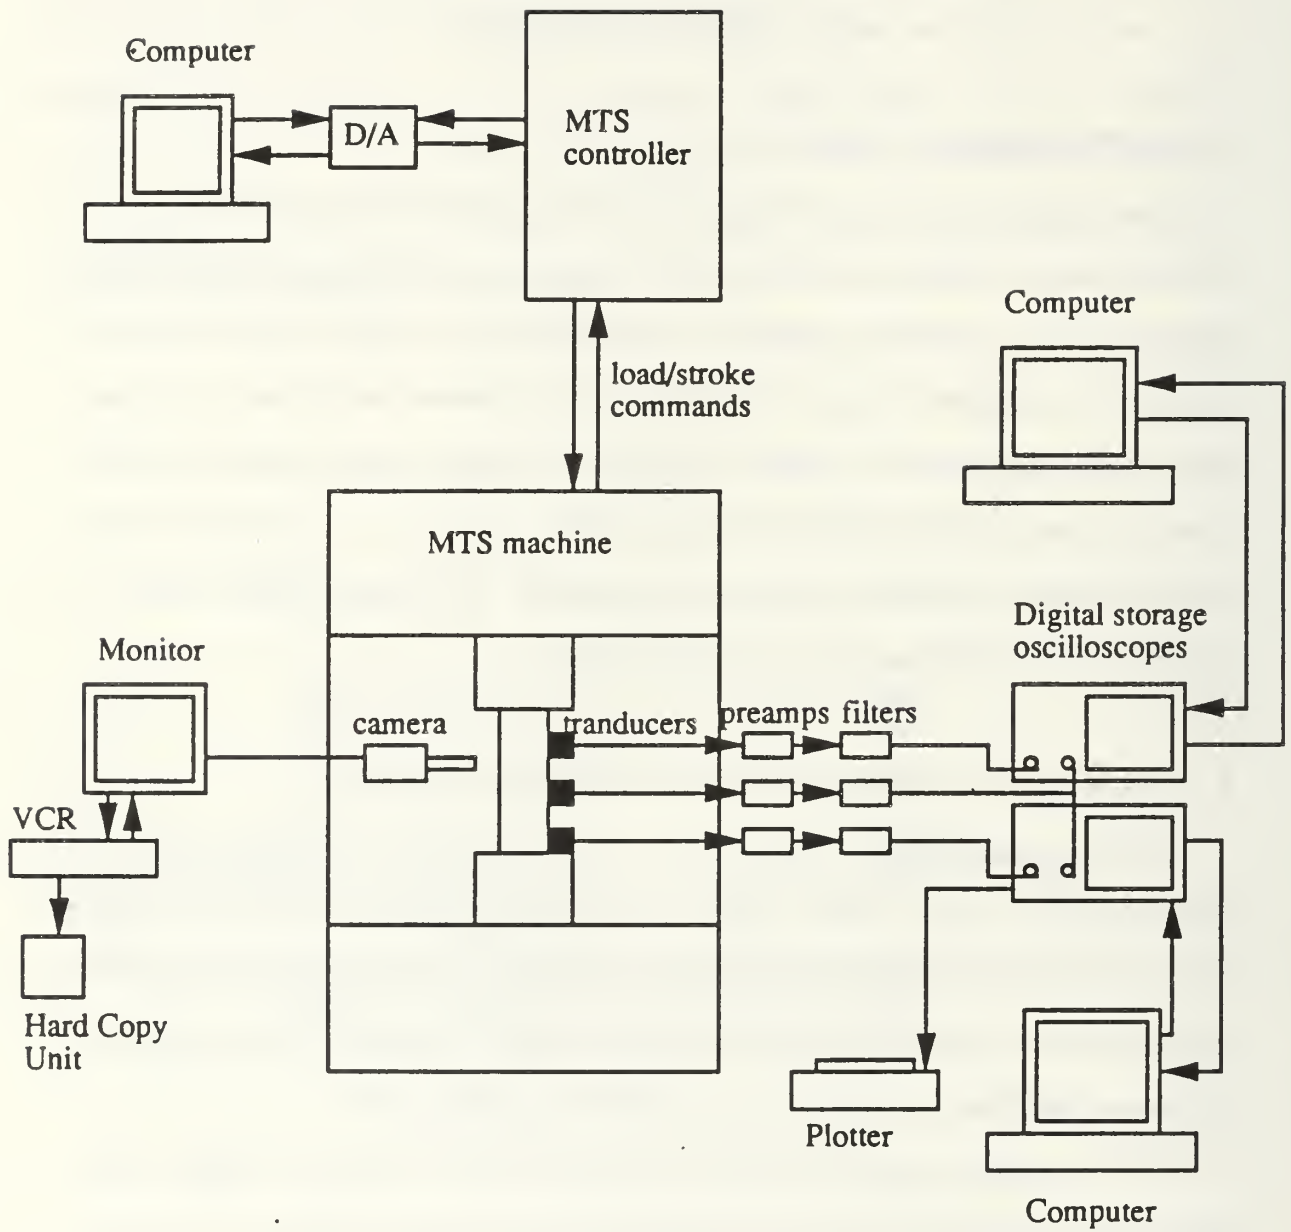 Computer
D/A
MTS
controller
load/stroke
commands
Computer
MTS machine
Digital storage
oscilloscopes
Monitor
camera
tranducers
preamps
filters
VCR
Hard Copy
Unit
Plotter
Computer